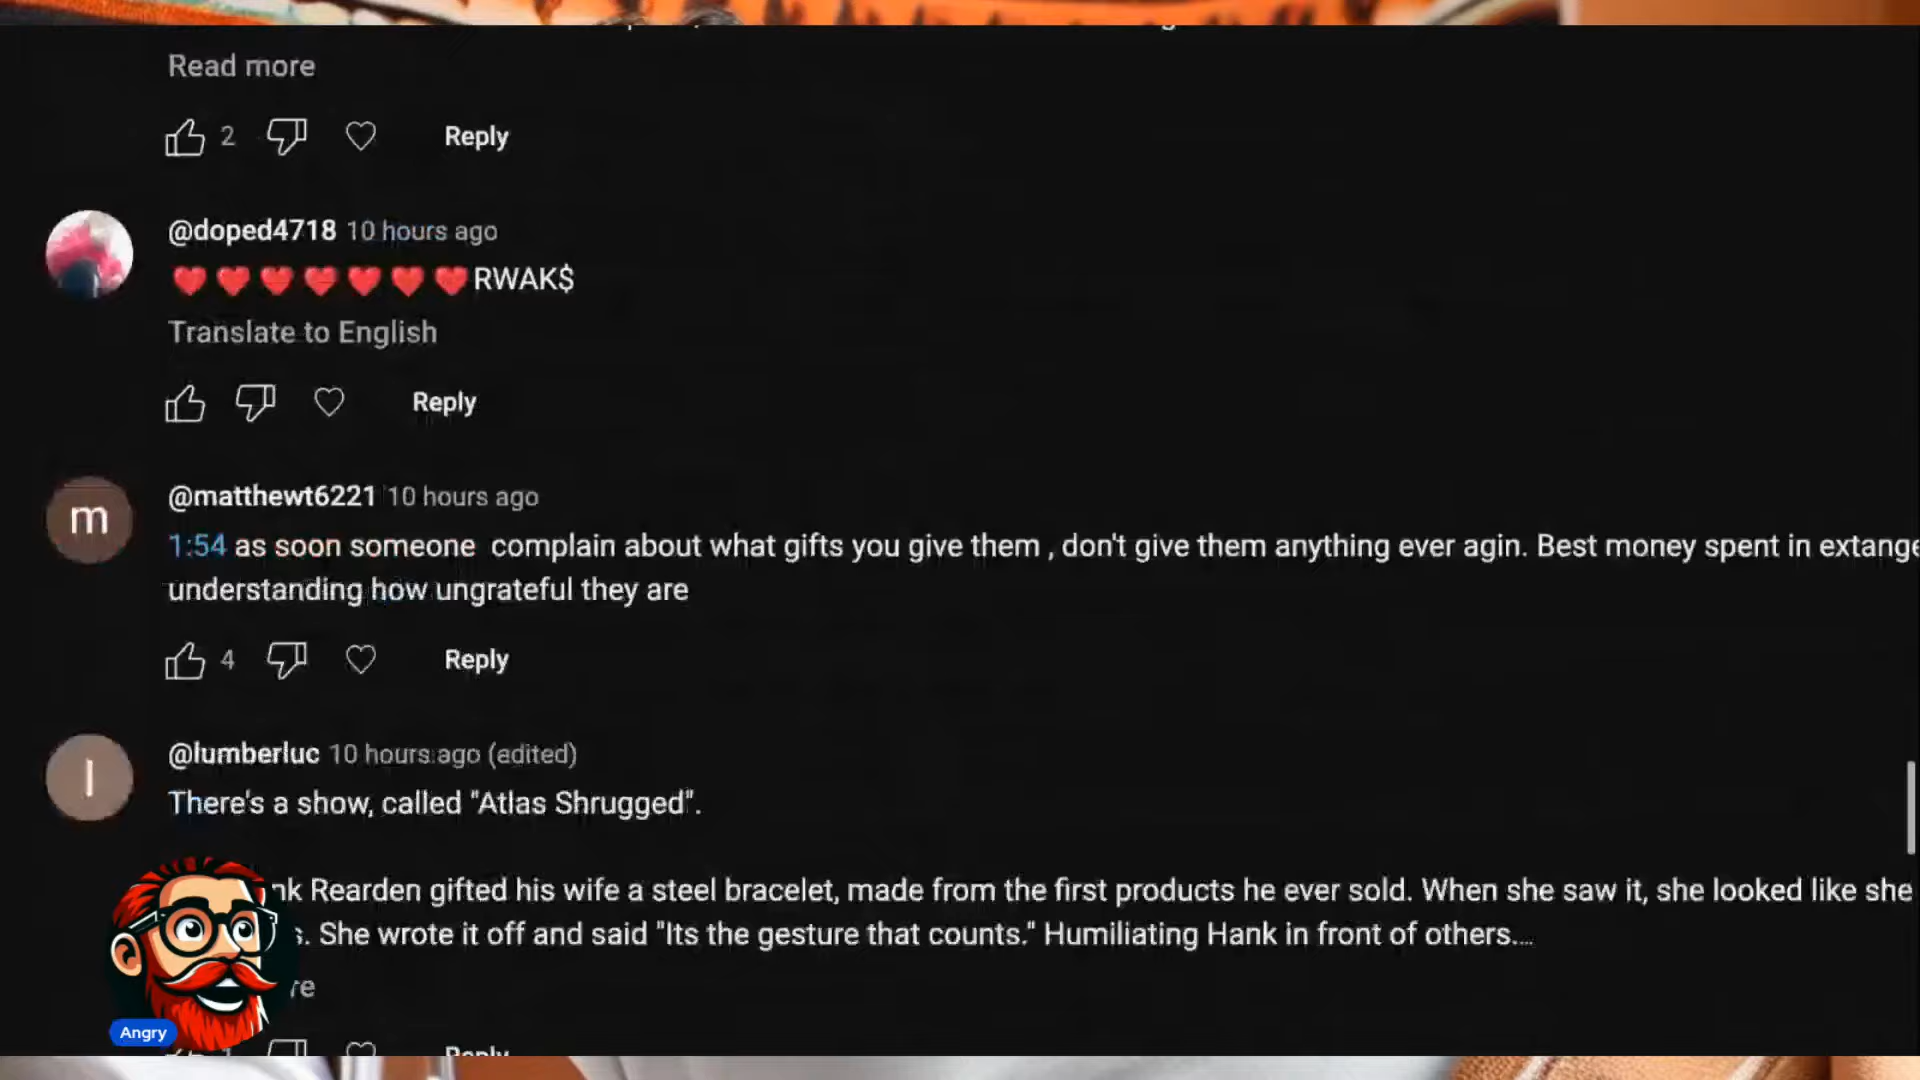 Read more
2 Reply
@doped4718 10 hours ago
❤❤❤❤❤❤❤RWAK$
Translate to English
Reply
m @matthewt6221 10 hours ago
1:54 as soon someone complain about what gifts you give them , don't give them anything ever agin. Best money spent in extange
understanding how ungrateful they are
4 Reply
l @lumberluc 10 hours ago (edited)
There's a show, called "Atlas Shrugged".
nk Rearden gifted his wife a steel bracelet, made from the first products he ever sold. When she saw it, she looked like she
s. She wrote it off and said "Its the gesture that counts." Humiliating Hank in front of others....
re
Angry
Reply